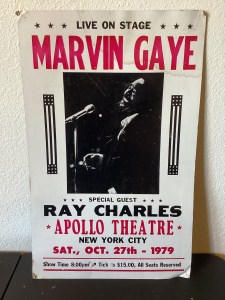 LIVE ON STAGE
MARVIN GAYE
SPECIAL GUEST
RAY CHARLES
APOLLO THEATRE
NEW YORK CITY
SAT., OCT. 27th - 1979
Show Time 8:00pm Tick s $15.00, All Seats Reserved